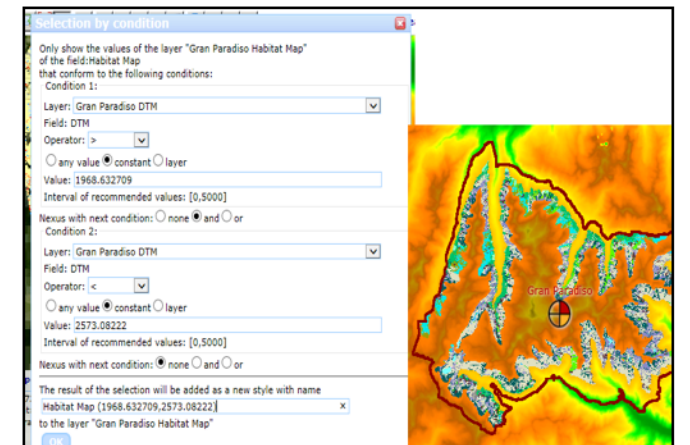 Selection by condition
Only show the values of the layer "Gran Paradiso Habitat Map"
of the field:Habitat Map
that conform to the following conditions:
Condition 1:
Layer: Gran Paradiso DTM
Field: DTM
Operator: >
any value constant layer
Value: 1968.632709
Interval of recommended values: [0,5000]
Nexus with next condition: none and or
Condition 2:
Layer: Gran Paradiso DTM
Field: DTM
Operator: <
any value constant layer
Value: 2573.08222
Interval of recommended values: [0,5000]
Nexus with next condition: none and or
The result of the selection will be added as a new style with name
Habitat Map (1968.632709,2573.08222) x
to the layer "Gran Paradiso Habitat Map"
OK
Gran Paradiso